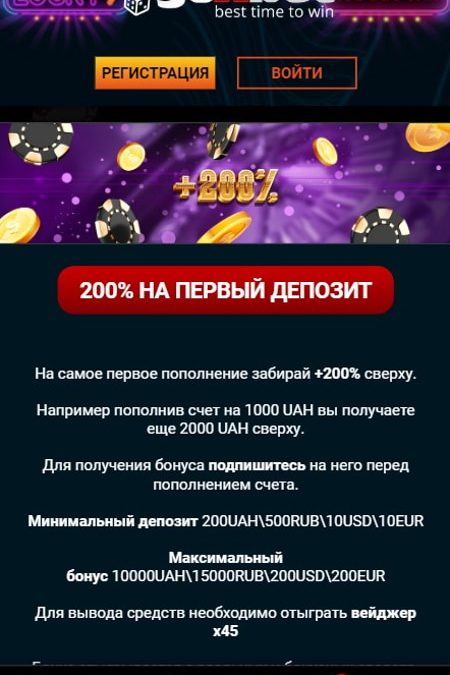 best time to win
РЕГИСТРАЦИЯ
ВОЙТИ
+200%
200% НА ПЕРВЫЙ ДЕПОЗИТ
На самое первое пополнение забирай +200% сверху.
Например пополнив счет на 1000 UAH вы получаете
еще 2000 UAH сверху.
Для получения бонуса подпишитесь на него перед
пополнением счета.
Минимальный депозит 200UAH\500RUB\10USD\10EUR
Максимальный
бонус 10000UAH\15000RUB\200USD\200EUR
Для вывода средств необходимо отыграть вейджер
x45